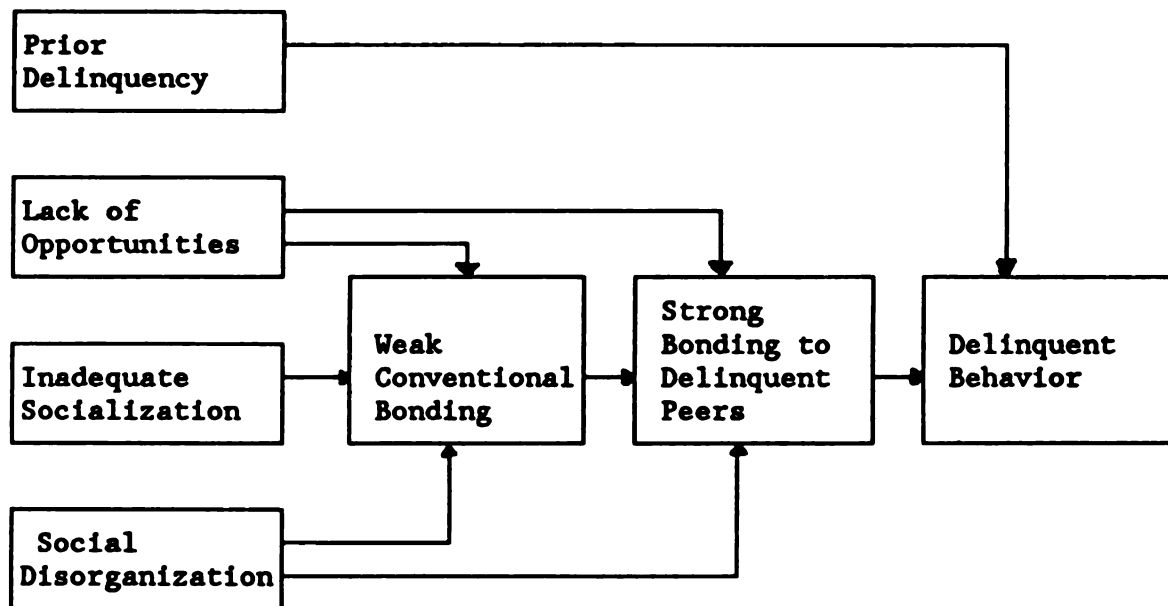 Prior
Delinquency
Lack of
Opportunities
Inadequate
Socialization
Social
Disorganization
Weak
Conventional
Bonding
Strong
Bonding to
Delinquent
Peers
Delinquent
Behavior